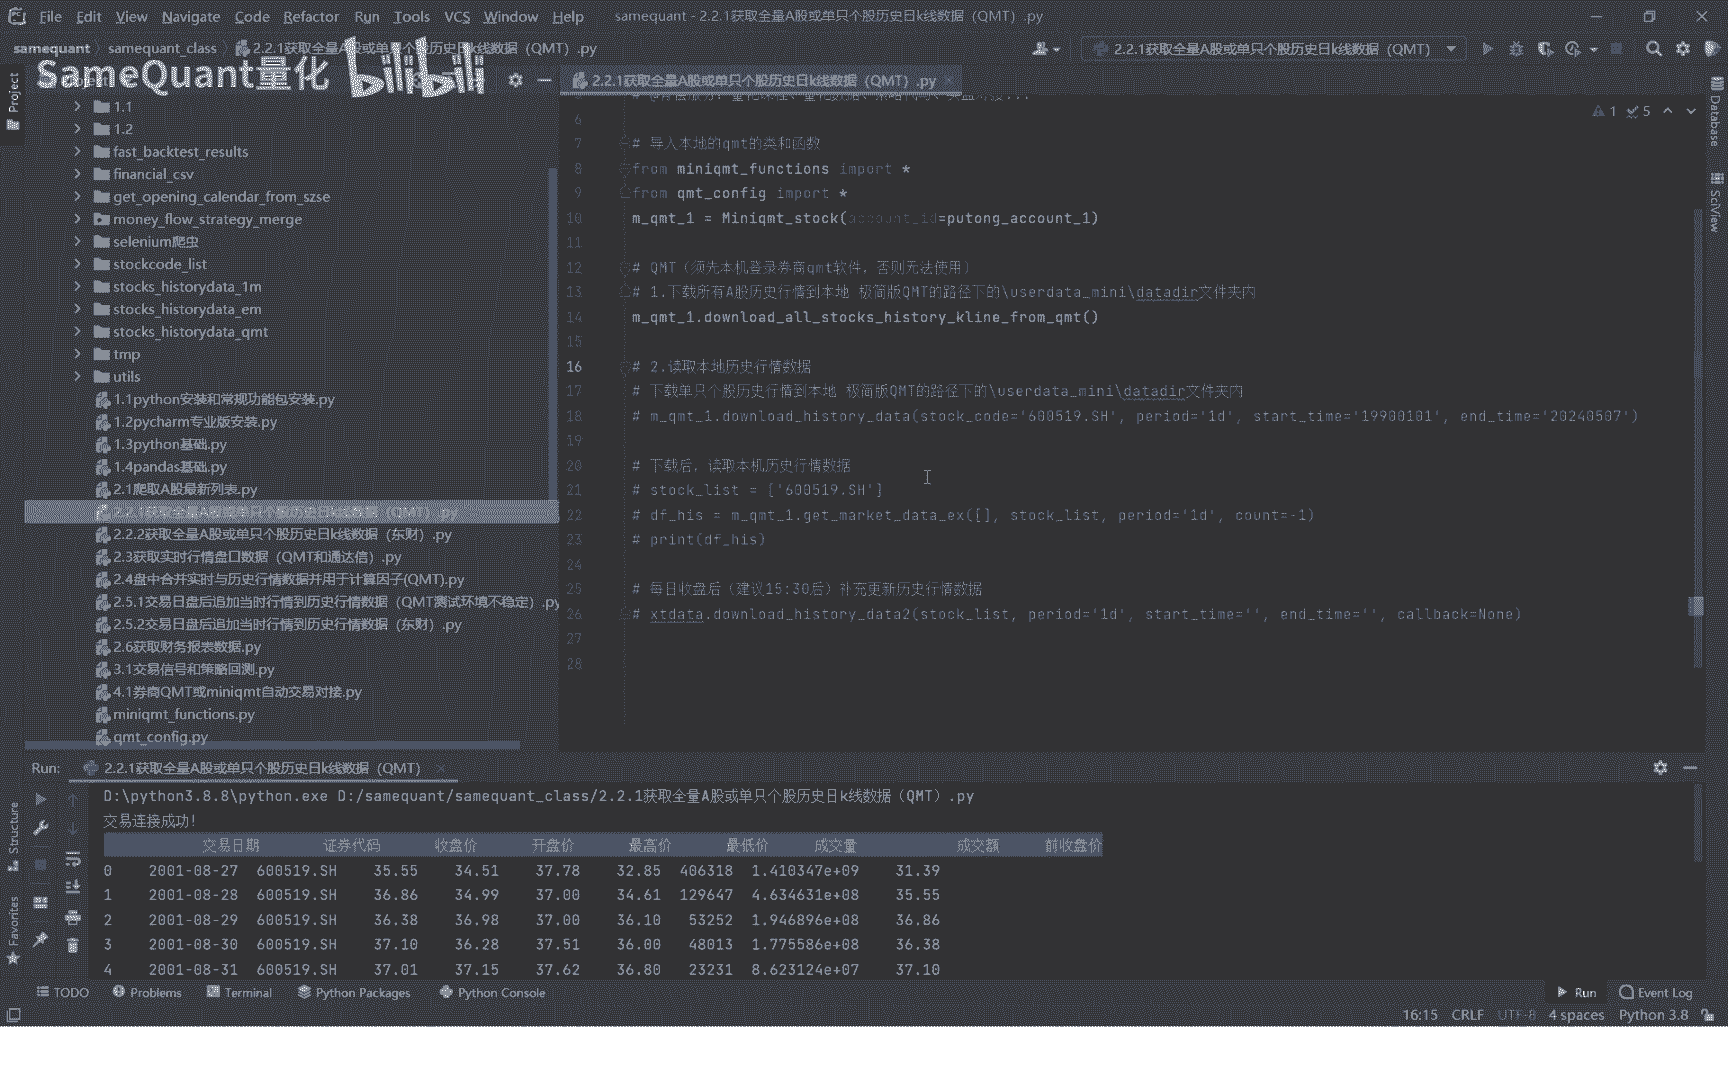 File Edit View Navigate Code Refactor Run Tools VCS Window Help samequant - 2.2.1获取全量A股或单只个股历史日k线数据（QMT）.py
samequant samequant_class 2.2.1获取全量A股或单只个股历史日k线数据（QMT）.py 2.2.1获取全量A股或单只个股历史日k线数据（QMT）
SameQuant量化 bilibili
2.2.1获取全量A股或单只个股历史日k线数据（QMT）.py
Project
1.1
1.2
fast_backtest_results
financial_csv
get_opening_calendar_from_szse
money_flow_strategy_merge
selenium爬虫
stockcode_list
stocks_historydata_1m
stocks_historydata_em
stocks_historydata_qmt
tmp
utils
1.1python安装和常规功能包安装.py
1.2pycharm专业版安装.py
1.3python基础.py
1.4pandas基础.py
2.1爬取A股最新列表.py
2.2.1获取全量A股或单只个股历史日k线数据（QMT）.py
2.2.2获取全量A股或单只个股历史日k线数据（东财）.py
2.3获取实时行情盘口数据（QMT和通达信）.py
2.4盘中合并实时与历史行情数据并用于计算因子(QMT).py
2.5.1交易日盘后追加当时行情到历史行情数据（QMT测试环境不稳定）.py
2.5.2交易日盘后追加当时行情到历史行情数据（东财）.py
2.6获取财务报表数据.py
3.1交易信号和策略回测.py
4.1券商QMT或miniqmt自动交易对接.py
miniqmt_functions.py
qmt_config.py
1 5
6
7 # 导入本地的qmt的类和函数
8 from miniqmt_functions import *
9 from qmt_config import *
10 m_qmt_1 = Miniqmt_stock(account_id=putong_account_1)
11
12 # QMT（须先本机登录券商qmt软件，否则无法使用）
13 # 1.下载所有A股历史行情到本地 极简版QMT的路径下的\userdata_mini\datadir文件夹内
14 m_qmt_1.download_all_stocks_history_kline_from_qmt()
15
16 # 2.读取本地历史行情数据
17 # 下载单只个股历史行情到本地 极简版QMT的路径下的\userdata_mini\datadir文件夹内
18 # m_qmt_1.download_history_data(stock_code='600519.SH', period='1d', start_time='19900101', end_time='20240507')
19
20 # 下载后，读取本机历史行情数据
21 # stock_list = ['600519.SH']
22 # df_his = m_qmt_1.get_market_data_ex([], stock_list, period='1d', count=-1)
23 # print(df_his)
24
25 # 每日收盘后（建议15:30后）补充更新历史行情数据
26 # xtdata.download_history_data2(stock_list, period='1d', start_time='', end_time='', callback=None)
27
28
Database
SciView
Run: 2.2.1获取全量A股或单只个股历史日k线数据（QMT）
D:\python3.8.8\python.exe D:/samequant/samequant_class/2.2.1获取全量A股或单只个股历史日k线数据（QMT）.py
交易连接成功!
交易日期 证券代码 收盘价 开盘价 最高价 最低价 成交量 成交额 前收盘价
0 2001-08-27 600519.SH 35.55 34.51 37.78 32.85 406318 1.410347e+09 31.39
1 2001-08-28 600519.SH 36.86 34.99 37.00 34.61 129647 4.634631e+08 35.55
2 2001-08-29 600519.SH 36.38 36.98 37.00 36.10 53252 1.946896e+08 36.86
3 2001-08-30 600519.SH 37.10 36.28 37.51 36.00 48013 1.775586e+08 36.38
4 2001-08-31 600519.SH 37.01 37.15 37.62 36.80 23231 8.623124e+07 37.10
Structure
Favorites
TODO Problems Terminal Python Packages Python Console Run Event Log
16:15 CRLF UTF-8 4 spaces Python 3.8